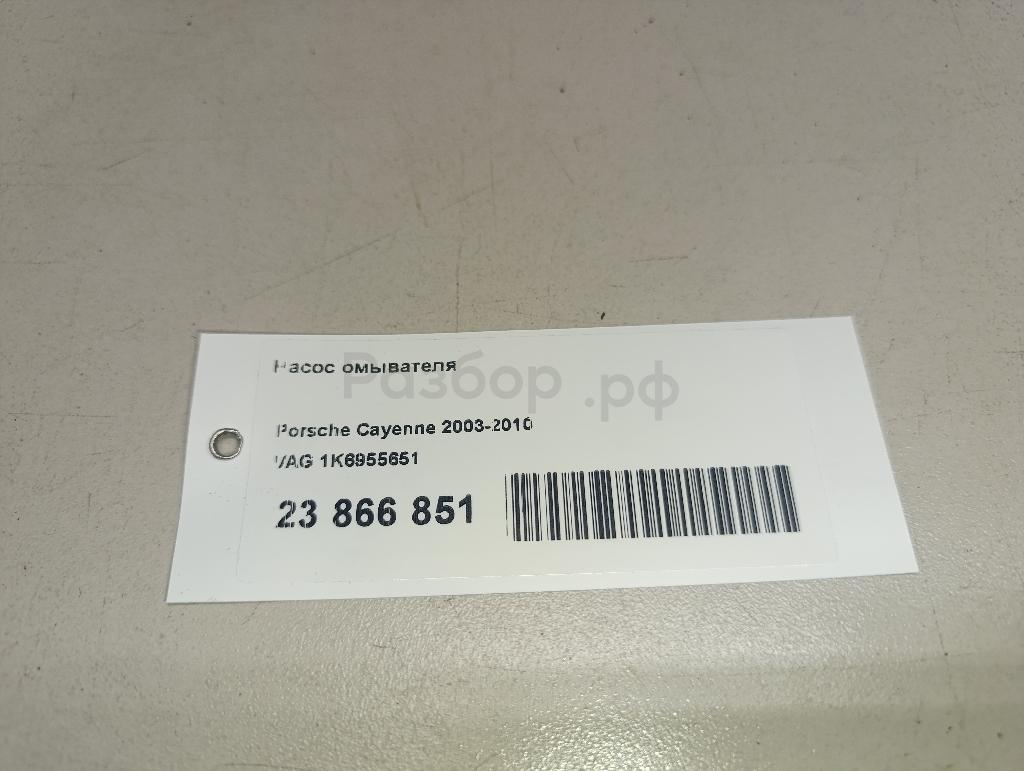 Насос омывателя
Разбор.рф
Porsche Cayenne 2003-2010
VAG 1K6955651
23 866 851